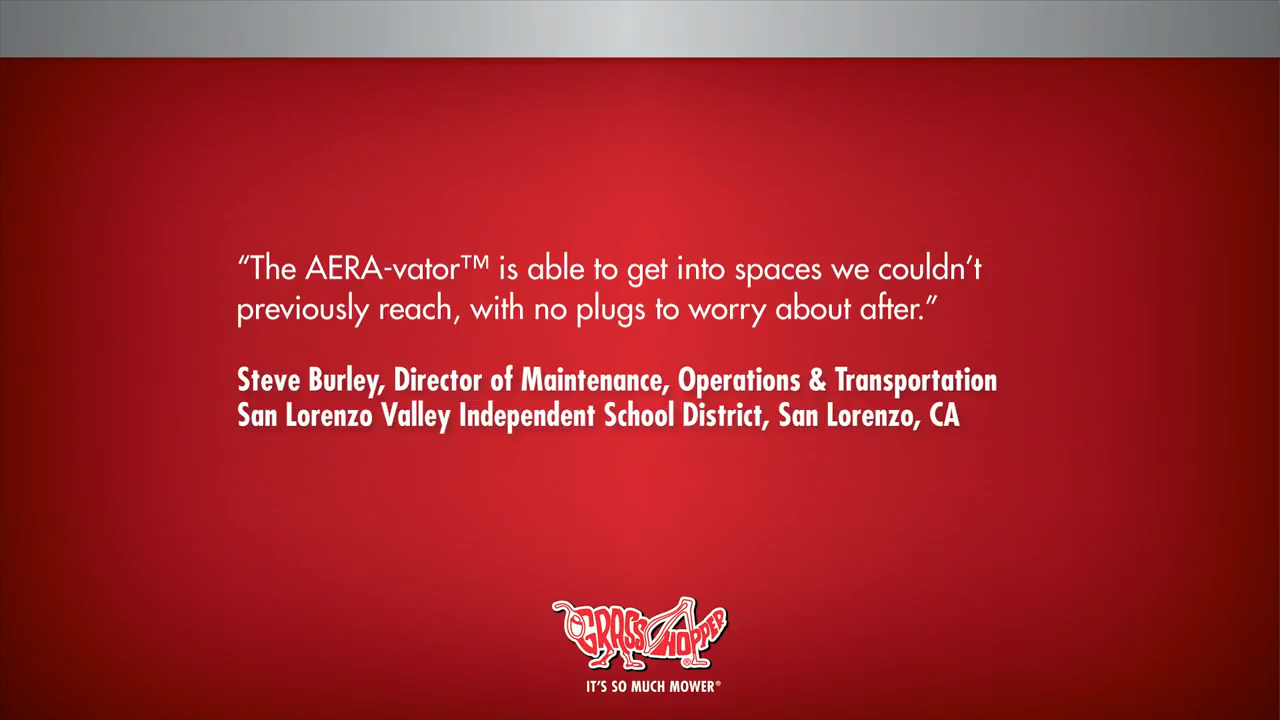 “The AERA-vator™ is able to get into spaces we couldn’t
previously reach, with no plugs to worry about after.”
Steve Burley, Director of Maintenance, Operations & Transportation
San Lorenzo Valley Independent School District, San Lorenzo, CA
GRASSHOPPER®
IT’S SO MUCH MOWER®